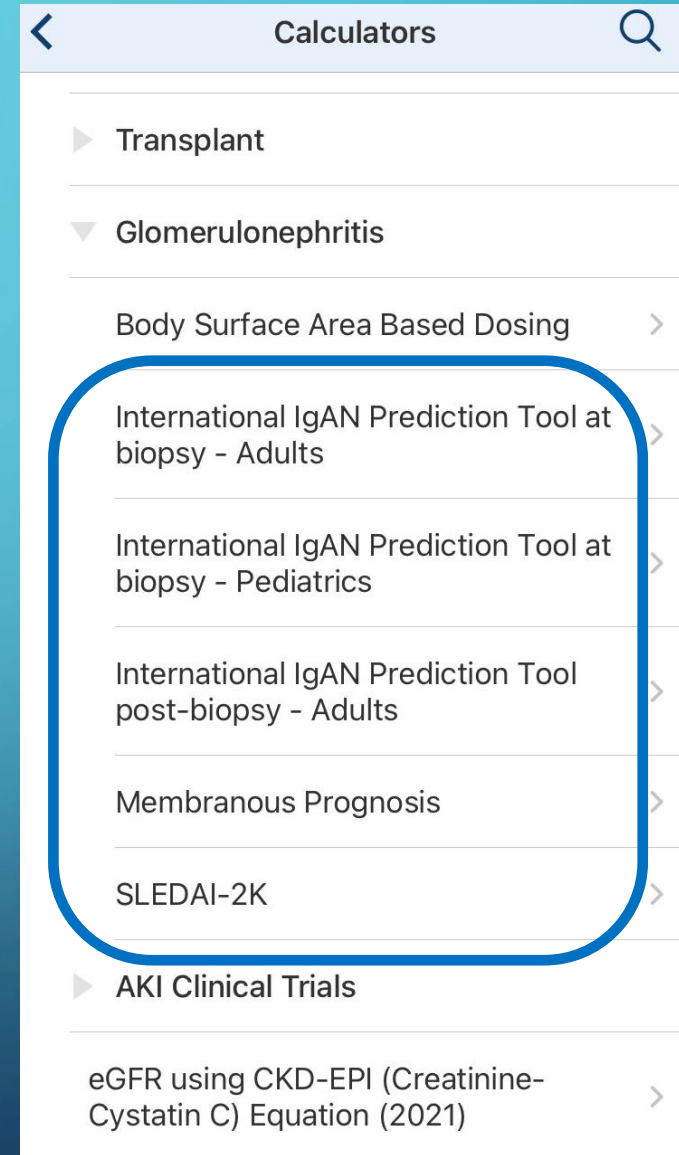 Calculators
Transplant
Glomerulonephritis
Body Surface Area Based Dosing
International IgAN Prediction Tool at
biopsy - Adults
International IgAN Prediction Tool at
biopsy - Pediatrics
International IgAN Prediction Tool
post-biopsy - Adults
Membranous Prognosis
SLEDAI-2K
AKI Clinical Trials
eGFR using CKD-EPI (Creatinine-
Cystatin C) Equation (2021)